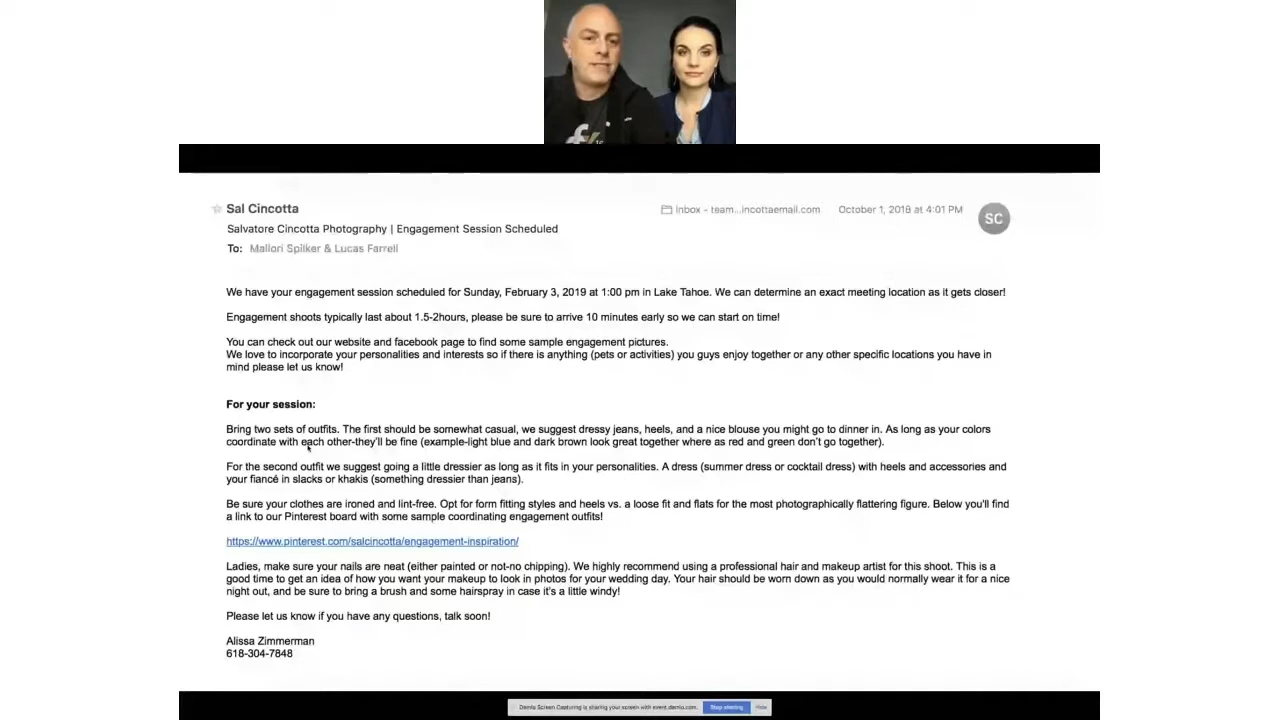 Sal Cincotta
Inbox - team...incottaemail.com
October 1, 2018 at 4:01 PM
SC
Salvatore Cincotta Photography | Engagement Session Scheduled
To: Mallori Spilker & Lucas Farrell
We have your engagement session scheduled for Sunday, February 3, 2019 at 1:00 pm in Lake Tahoe. We can determine an exact meeting location as it gets closer!
Engagement shoots typically last about 1.5-2hours, please be sure to arrive 10 minutes early so we can start on time!
You can check out our website and facebook page to find some sample engagement pictures.
We love to incorporate your personalities and interests so if there is anything (pets or activities) you guys enjoy together or any other specific locations you have in
mind please let us know!
For your session:
Bring two sets of outfits. The first should be somewhat casual, we suggest dressy jeans, heels, and a nice blouse you might go to dinner in. As long as your colors
coordinate with each other-they'll be fine (example-light blue and dark brown look great together where as red and green don't go together).
For the second outfit we suggest going a little dressier as long as it fits in your personalities. A dress (summer dress or cocktail dress) with heels and accessories and
your fiancé in slacks or khakis (something dressier than jeans).
Be sure your clothes are ironed and lint-free. Opt for form fitting styles and heels vs. a loose fit and flats for the most photographically flattering figure. Below you'll find
a link to our Pinterest board with some sample coordinating engagement outfits!
https://www.pinterest.com/salcincotta/engagement-inspiration/
Ladies, make sure your nails are neat (either painted or not-no chipping). We highly recommend using a professional hair and makeup artist for this shoot. This is a
good time to get an idea of how you want your makeup to look in photos for your wedding day. Your hair should be worn down as you would normally wear it for a nice
night out, and be sure to bring a brush and some hairspray in case it's a little windy!
Please let us know if you have any questions, talk soon!
Alissa Zimmerman
618-304-7848
Demio Screen Capturing is sharing your screen with event.demio.com.
Stop sharing
Hide